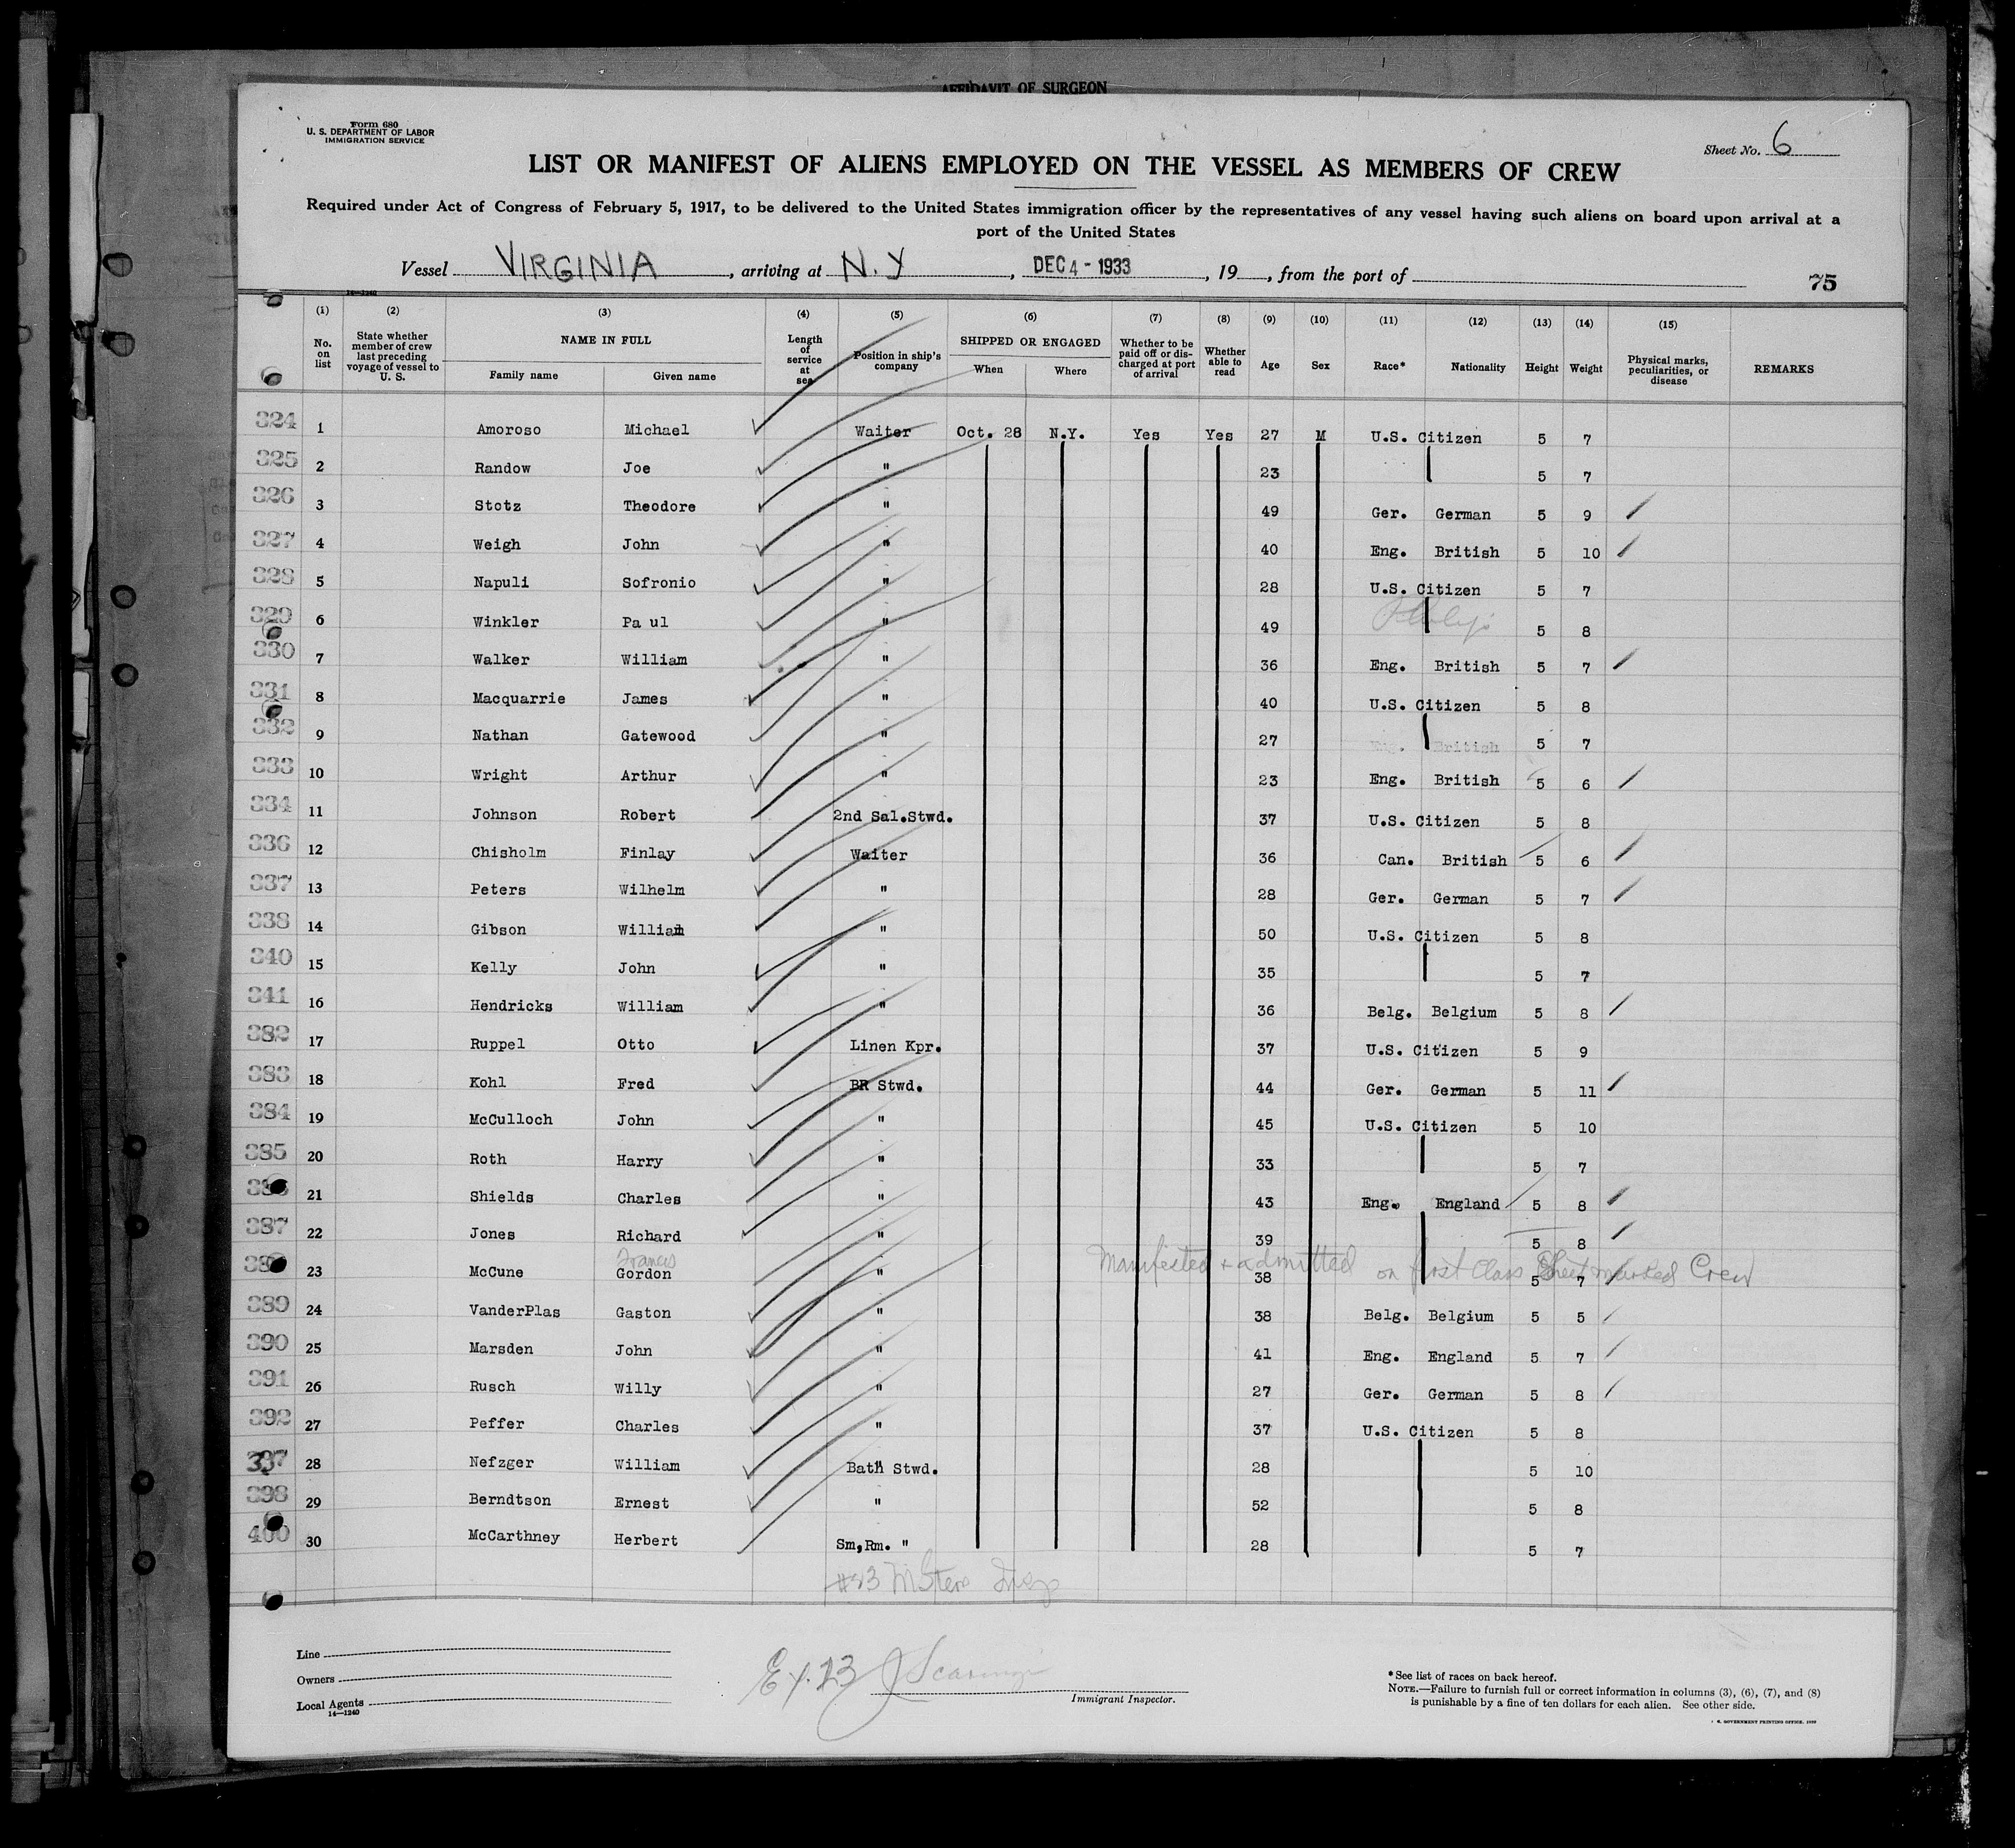 AFFIDAVIT OF SURGEON
Form 680
U. S. DEPARTMENT OF LABOR
IMMIGRATION SERVICE
Sheet No. 6
LIST OR MANIFEST OF ALIENS EMPLOYED ON THE VESSEL AS MEMBERS OF CREW
Required under Act of Congress of February 5, 1917, to be delivered to the United States immigration officer by the representatives of any vessel having such aliens on board upon arrival at a
port of the United States
Vessel VIRGINIA, arriving at N.Y, DEC 4 - 1933, 19, from the port of
75
14—1240
(1) (2) (3) (4) (5) (6) (7) (8) (9) (10) (11) (12) (13) (14) (15)
No. on list
State whether member of crew last preceding voyage of vessel to U. S.
NAME IN FULL
Family name Given name
Length of service at sea
Position in ship's company
SHIPPED OR ENGAGED
When Where
Whether to be paid off or discharged at port of arrival
Whether able to read
Age Sex Race* Nationality Height Weight
Physical marks, peculiarities, or disease
REMARKS
324 1 Amoroso Michael Waiter Oct. 28 N.Y. Yes Yes 27 M U.S. Citizen 5 7
325 2 Randow Joe " 23 5 7
326 3 Stotz Theodore " 49 Ger. German 5 9
327 4 Weigh John " 40 Eng. British 5 10
328 5 Napuli Sofronio " 28 U.S. Citizen 5 7
329 6 Winkler Pa ul " 49 5 8
330 7 Walker William " 36 Eng. British 5 7
331 8 Macquarrie James " 40 U.S. Citizen 5 8
332 9 Nathan Gatewood " 27 Eng. British 5 7
333 10 Wright Arthur " 23 Eng. British 5 6
334 11 Johnson Robert 2nd Sal.Stwd. 37 U.S. Citizen 5 8
336 12 Chisholm Finlay Waiter 36 Can. British 5 6
337 13 Peters Wilhelm " 28 Ger. German 5 7
338 14 Gibson William " 50 U.S. Citizen 5 8
340 15 Kelly John " 35 5 7
341 16 Hendricks William " 36 Belg. Belgium 5 8
382 17 Ruppel Otto Linen Kpr. 37 U.S. Citizen 5 9
383 18 Kohl Fred BR Stwd. 44 Ger. German 5 11
384 19 McCulloch John " 45 U.S. Citizen 5 10
385 20 Roth Harry " 33 5 7
21 Shields Charles " 43 Eng. England 5 8
387 22 Jones Richard " 39 5 8
Francis Manifested + admitted on first Class Sheet marked Crew
23 McCune Gordon " 38 5 7
389 24 VanderPlas Gaston " 38 Belg. Belgium 5 5
390 25 Marsden John " 41 Eng. England 5 7
391 26 Rusch Willy " 27 Ger. German 5 8
392 27 Peffer Charles " 37 U.S. Citizen 5 8
397 28 Nefzger William Bath Stwd. 28 5 10
398 29 Berndtson Ernest " 52 5 8
400 30 McCarthney Herbert Sm,Rm. " 28 5 7
Line
Owners
Local Agents
14—1240
Ex. 23
Immigrant Inspector.
*See list of races on back hereof.
NOTE.—Failure to furnish full or correct information in columns (3), (6), (7), and (8)
is punishable by a fine of ten dollars for each alien. See other side.